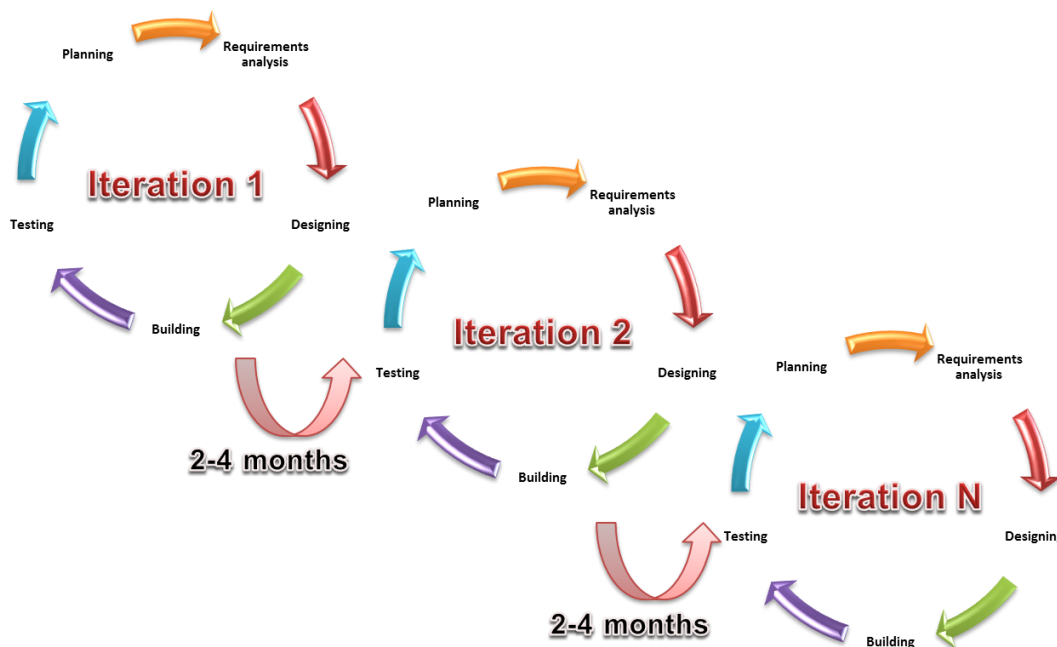 Planning
Requirements
analysis
Iteration 1
Testing
Designing
Building
2-4 months
Planning
Requirements
analysis
Iteration 2
Testing
Designing
Building
2-4 months
Planning
Requirements
analysis
Iteration N
Testing
Designing
Building